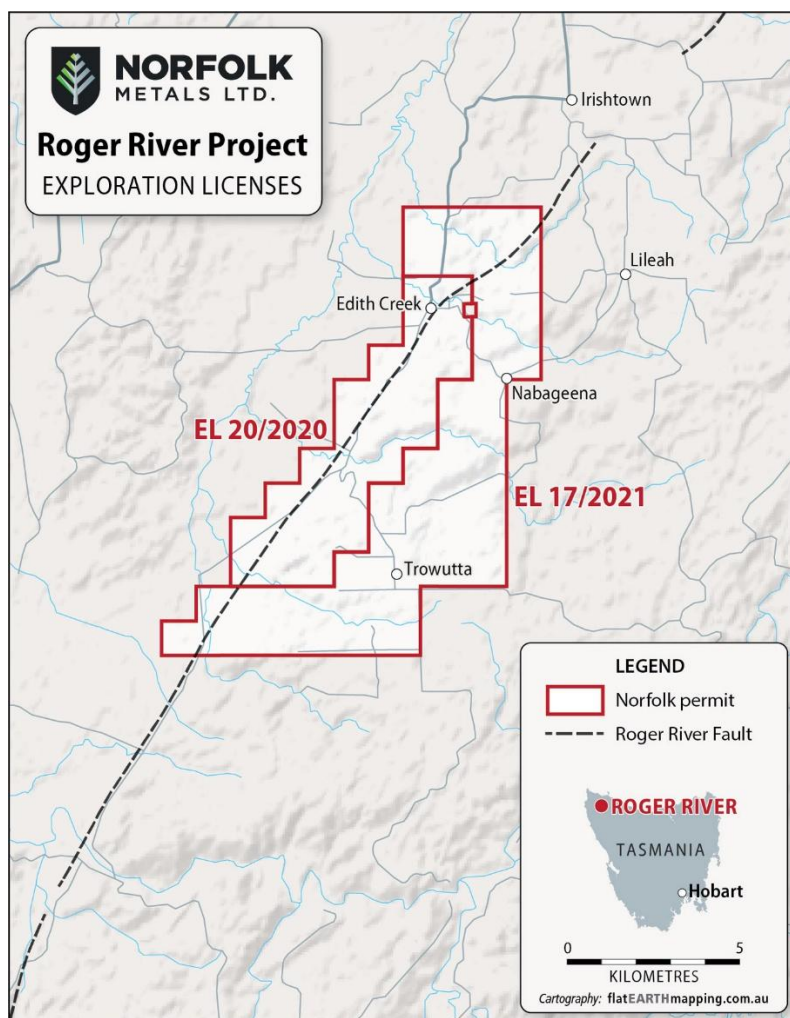 NORFOLK
METALS LTD.
Roger River Project
EXPLORATION LICENSES
Irishtown
Lileah
Edith Creek
Nabageena
EL 20/2020
EL 17/2021
Trowutta
LEGEND
Norfolk permit
Roger River Fault
ROGER RIVER
TASMANIA
Hobart
0 5
KILOMETRES
Cartography: flatEARTHmapping.com.au